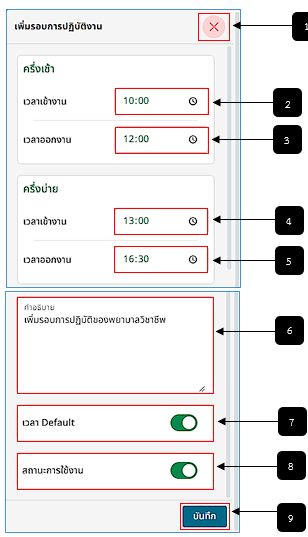 เพิ่มรอบการปฏิบัติงาน
1
ครึ่งเช้า
เวลาเข้างาน 10:00
2
เวลาออกงาน 12:00
3
ครึ่งบ่าย
เวลาเข้างาน 13:00
4
เวลาออกงาน 16:30
5
คำอธิบาย
เพิ่มรอบการปฏิบัติของพยาบาลวิชาชีพ
6
เวลา Default
7
สถานะการใช้งาน
8
บันทึก
9